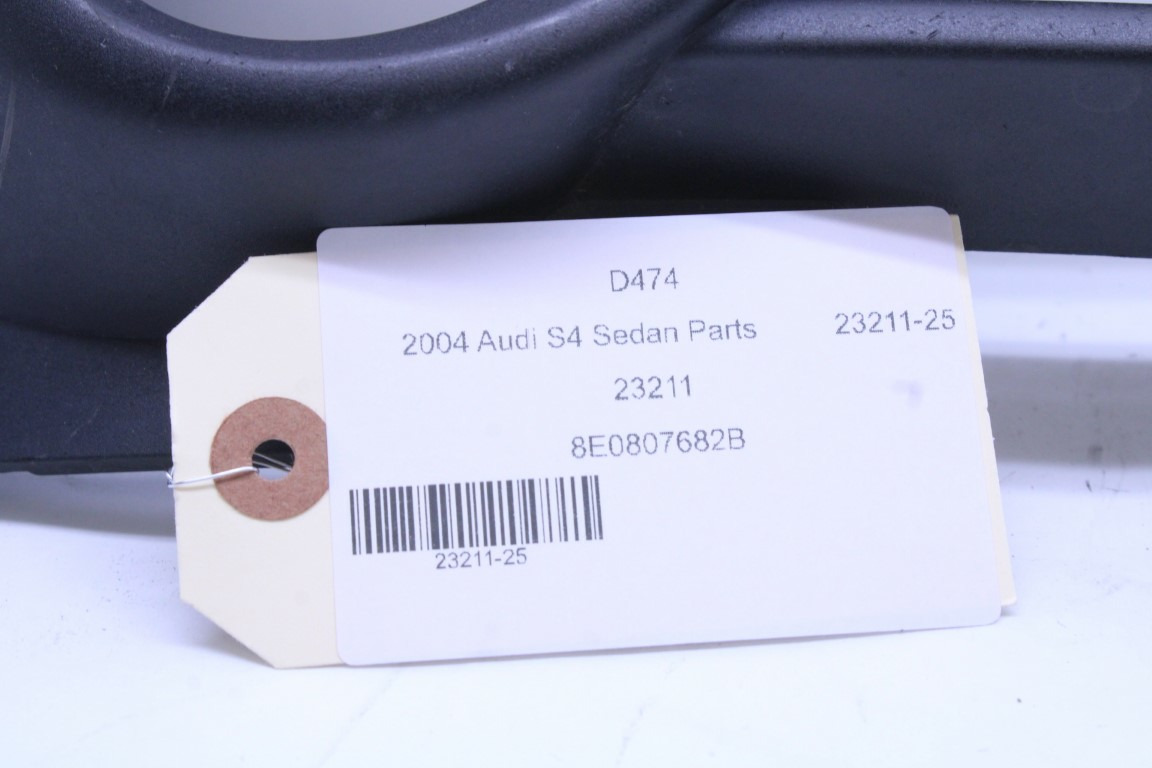 D474
2004 Audi S4 Sedan Parts 23211-25
23211
8E0807682B
23211-25